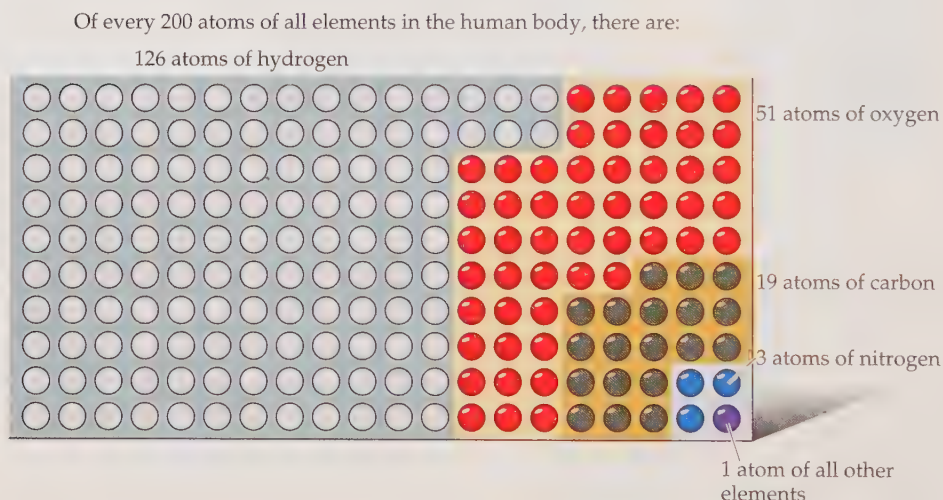 Of every 200 atoms of all elements in the human body, there are:
126 atoms of hydrogen
51 atoms of oxygen
19 atoms of carbon
3 atoms of nitrogen
1 atom of all other
elements